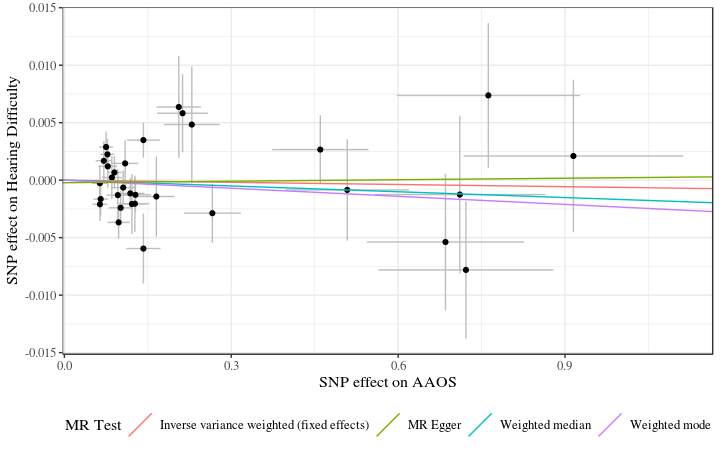 0.015
0.010
0.005
0.000
-0.005
-0.010
-0.015
SNP effect on Hearing Difficulty
0.0 0.3 0.6 0.9
SNP effect on AAOS
MR Test Inverse variance weighted (fixed effects) MR Egger Weighted median Weighted mode